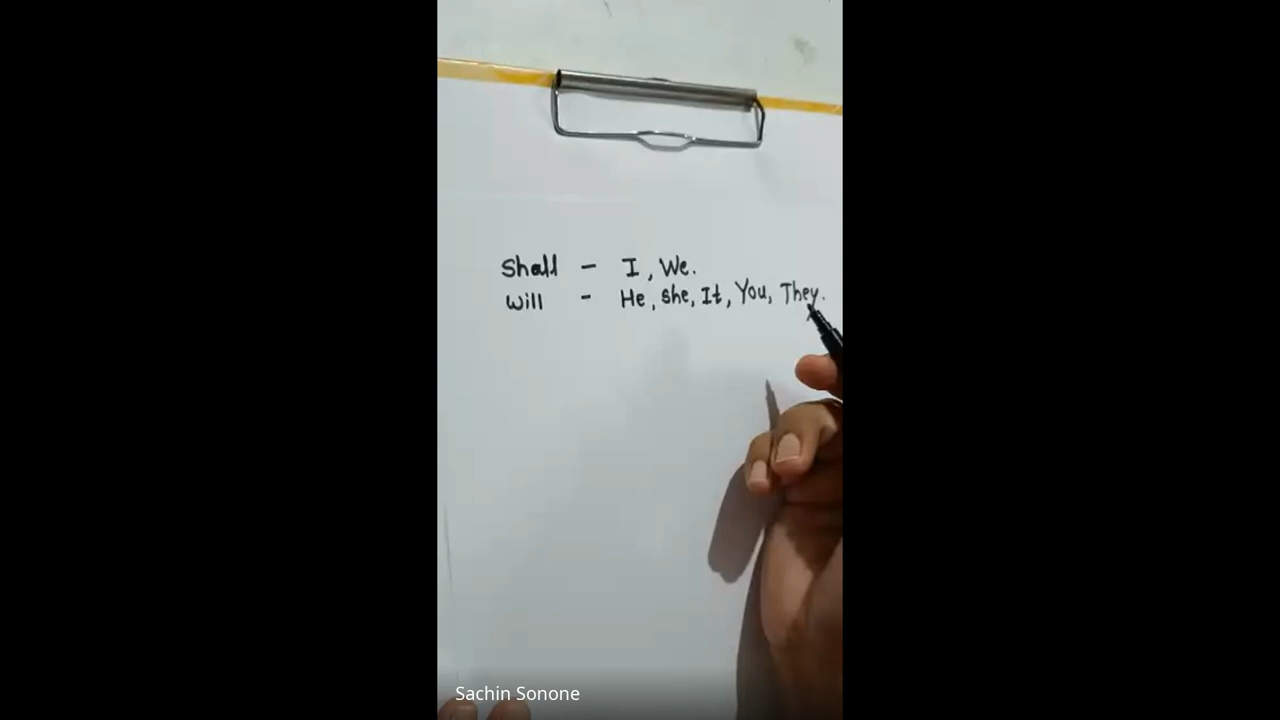 Shall - I, We.
Will - He, she, It, You, They.
Sachin Sonone